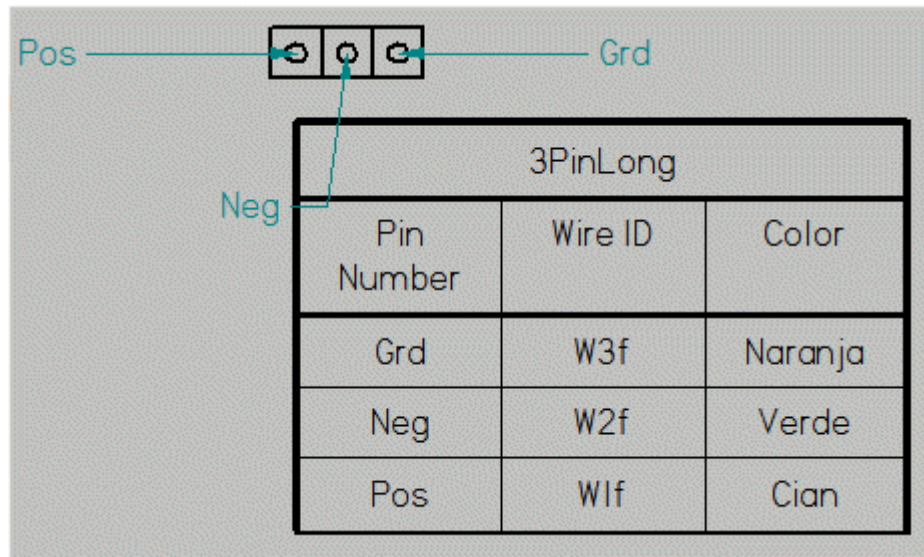 Pos
Grd
Neg
3PinLong
Pin Number
Wire ID
Color
Grd W3f Naranja
Neg W2f Verde
Pos W1f Cian